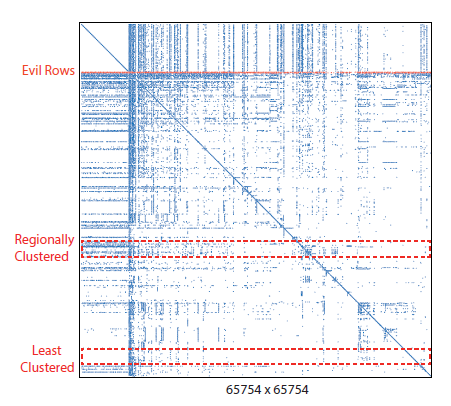 Evil Rows
Regionally
Clustered
Least
Clustered
65754 x 65754